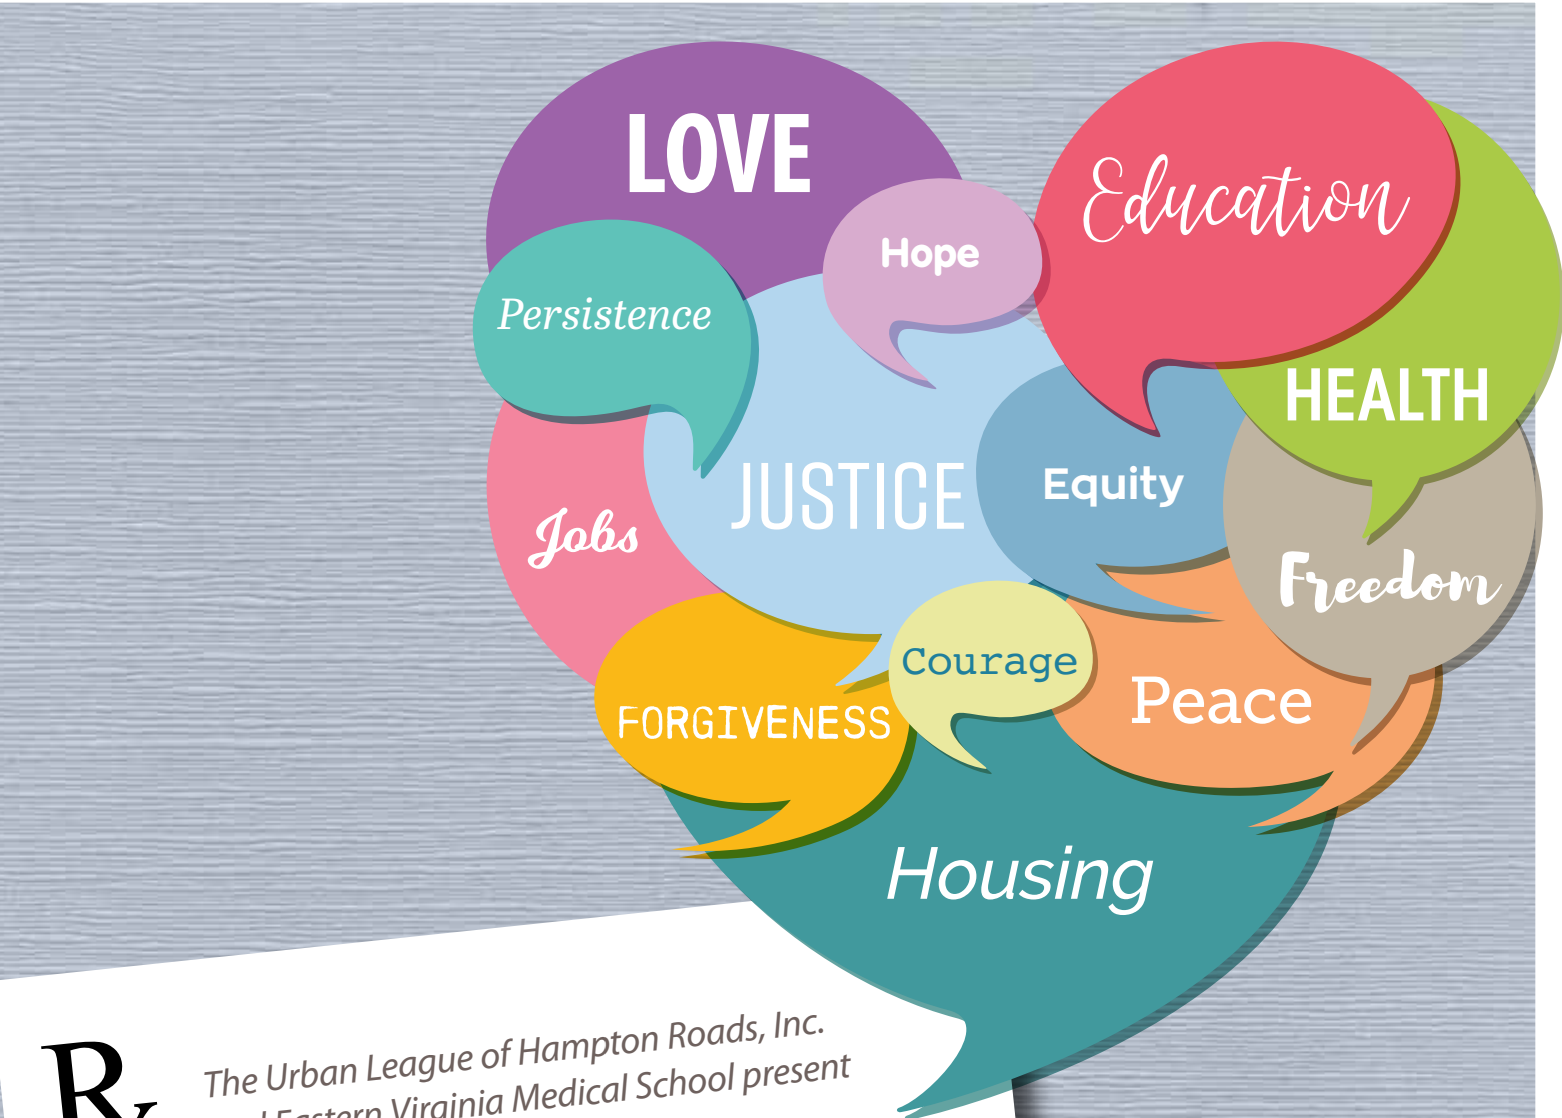 LOVE
Education
Hope
Persistence
HEALTH
JUSTICE
Equity
Jobs
Freedom
Courage
Peace
FORGIVENESS
Housing
The Urban League of Hampton Roads, Inc.
Eastern Virginia Medical School present
R